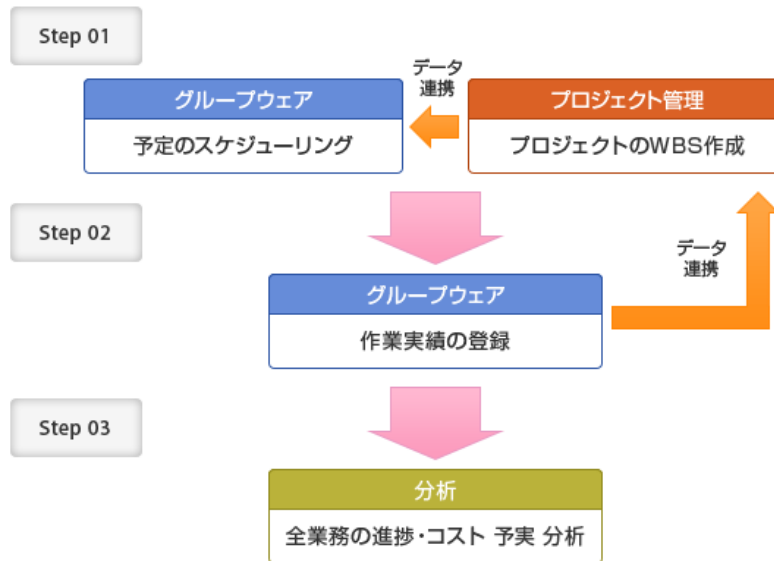 Step 01
データ
連携
グループウェア
プロジェクト管理
予定のスケジューリング
プロジェクトのWBS作成
Step 02
データ
連携
グループウェア
作業実績の登録
Step 03
分析
全業務の進捗・コスト 予実 分析